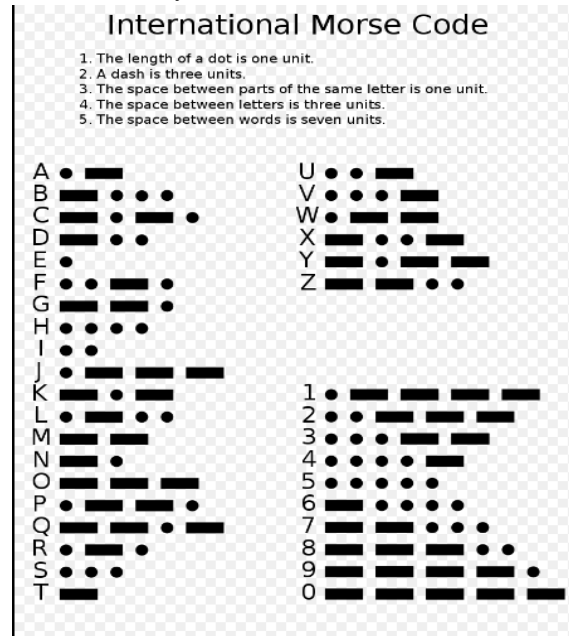 International Morse Code
1. The length of a dot is one unit.
2. A dash is three units.
3. The space between parts of the same letter is one unit.
4. The space between letters is three units.
5. The space between words is seven units.
A
B
C
D
E
F
G
H
I
J
K
L
M
N
O
P
Q
R
S
T
U
V
W
X
Y
Z
1
2
3
4
5
6
7
8
9
0